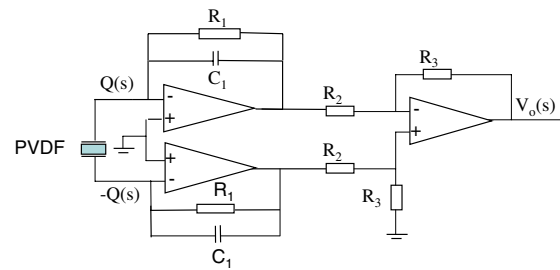 R1
C1
Q(s)
-
+
R2
R3
-
+
Vo(s)
PVDF
+
-
-Q(s)
R2
R1
C1
R3